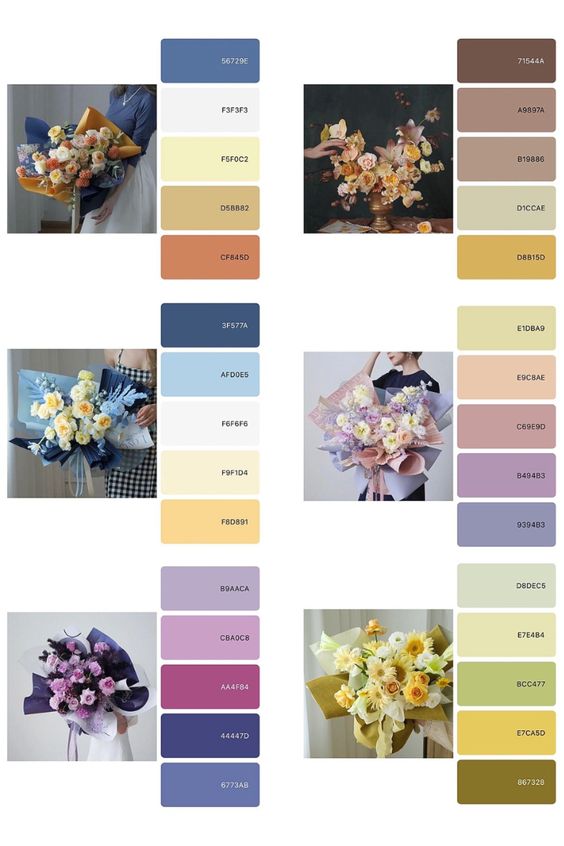 56729E
F3F3F3
F5F0C2
D5BB82
CF845D
71544A
A9897A
B19886
D1CCAE
D8B15D
3F577A
AFD0E5
F6F6F6
F9F1D4
F8D891
E1DBA9
E9C8AE
C69E9D
B494B3
9394B3
B9AACA
CBA0C8
AA4F84
44447D
6773AB
D8DEC5
E7E4B4
BCC477
E7CA5D
867328